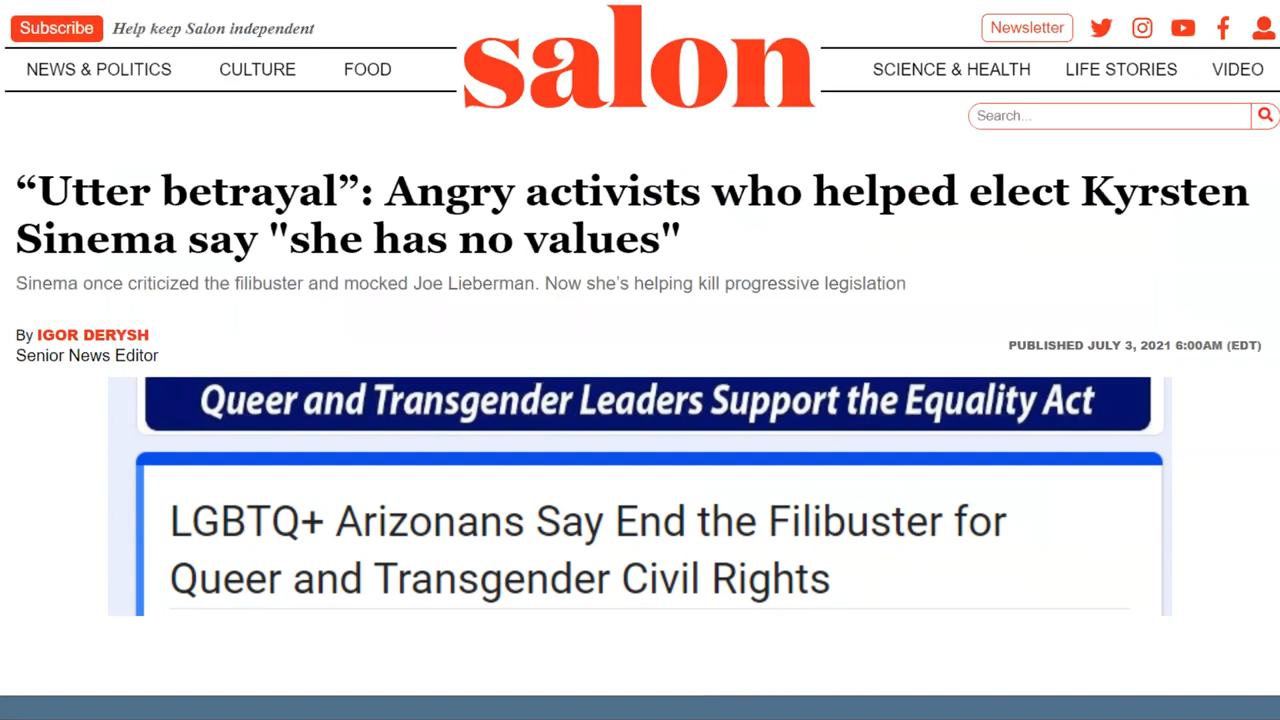 Subscribe Help keep Salon independent
salon
Newsletter
NEWS & POLITICS CULTURE FOOD
SCIENCE & HEALTH LIFE STORIES VIDEO
Search...
“Utter betrayal”: Angry activists who helped elect Kyrsten
Sinema say "she has no values"
Sinema once criticized the filibuster and mocked Joe Lieberman. Now she’s helping kill progressive legislation
By IGOR DERYSH
Senior News Editor
PUBLISHED JULY 3, 2021 6:00AM (EDT)
Queer and Transgender Leaders Support the Equality Act
LGBTQ+ Arizonans Say End the Filibuster for
Queer and Transgender Civil Rights